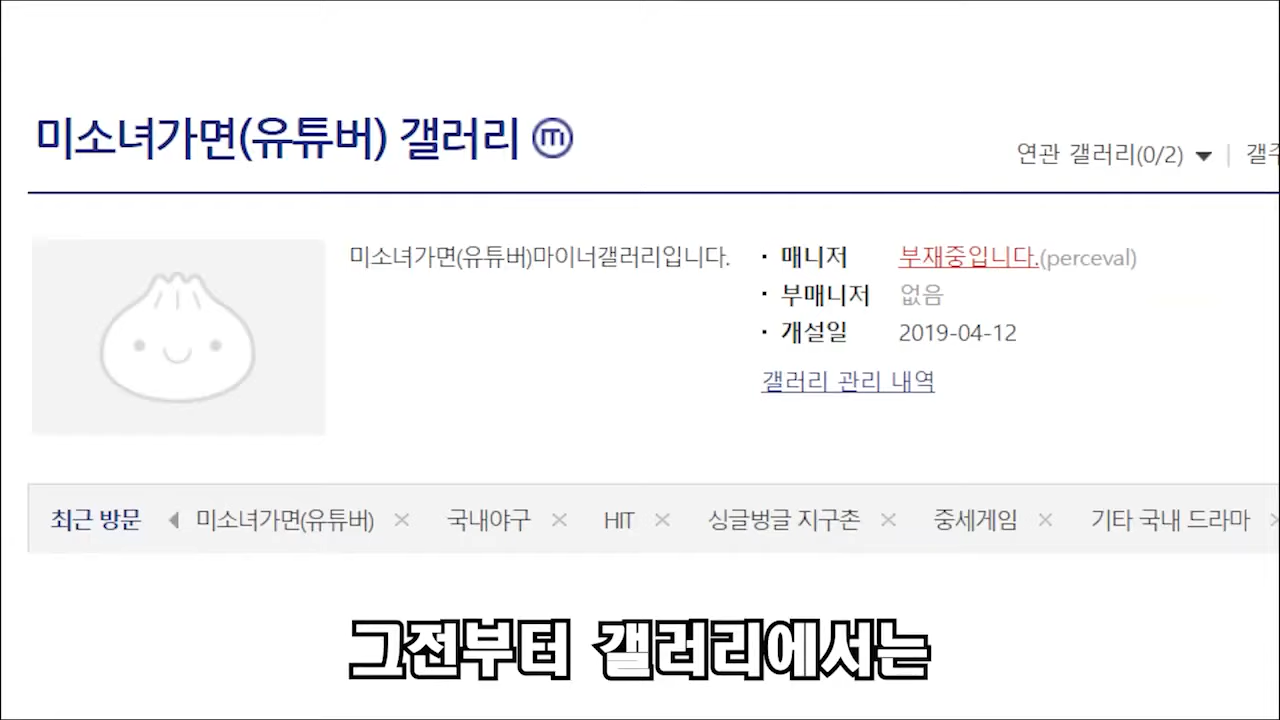 미소녀가면(유튜버) 갤러리 ⓜ
연관 갤러리(0/2) ▼ | 갤주
미소녀가면(유튜버)마이너갤러리입니다.
· 매니저 부재중입니다.(perceval)
· 부매니저 없음
· 개설일 2019-04-12
갤러리 관리 내역
최근 방문 ◀ 미소녀가면(유튜버) × 국내야구 × HIT × 싱글벙글 지구촌 × 중세게임 × 기타 국내 드라마 ×
그전부터 갤러리에서는